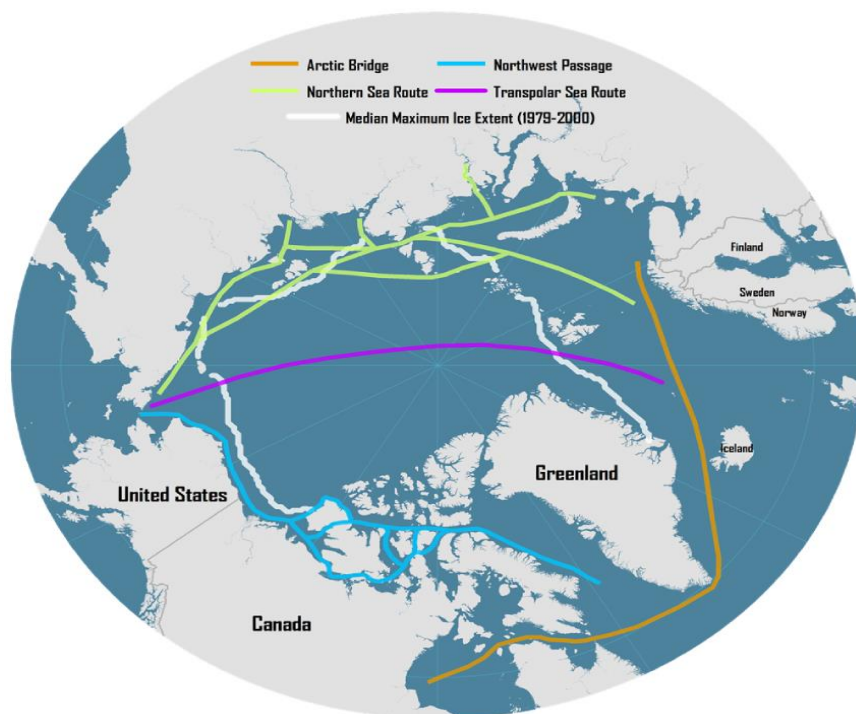 Arctic Bridge
Northwest Passage
Northern Sea Route
Transpolar Sea Route
Median Maximum Ice Extent (1979-2000)
Finland
Sweden
Norway
Iceland
Greenland
United States
Canada